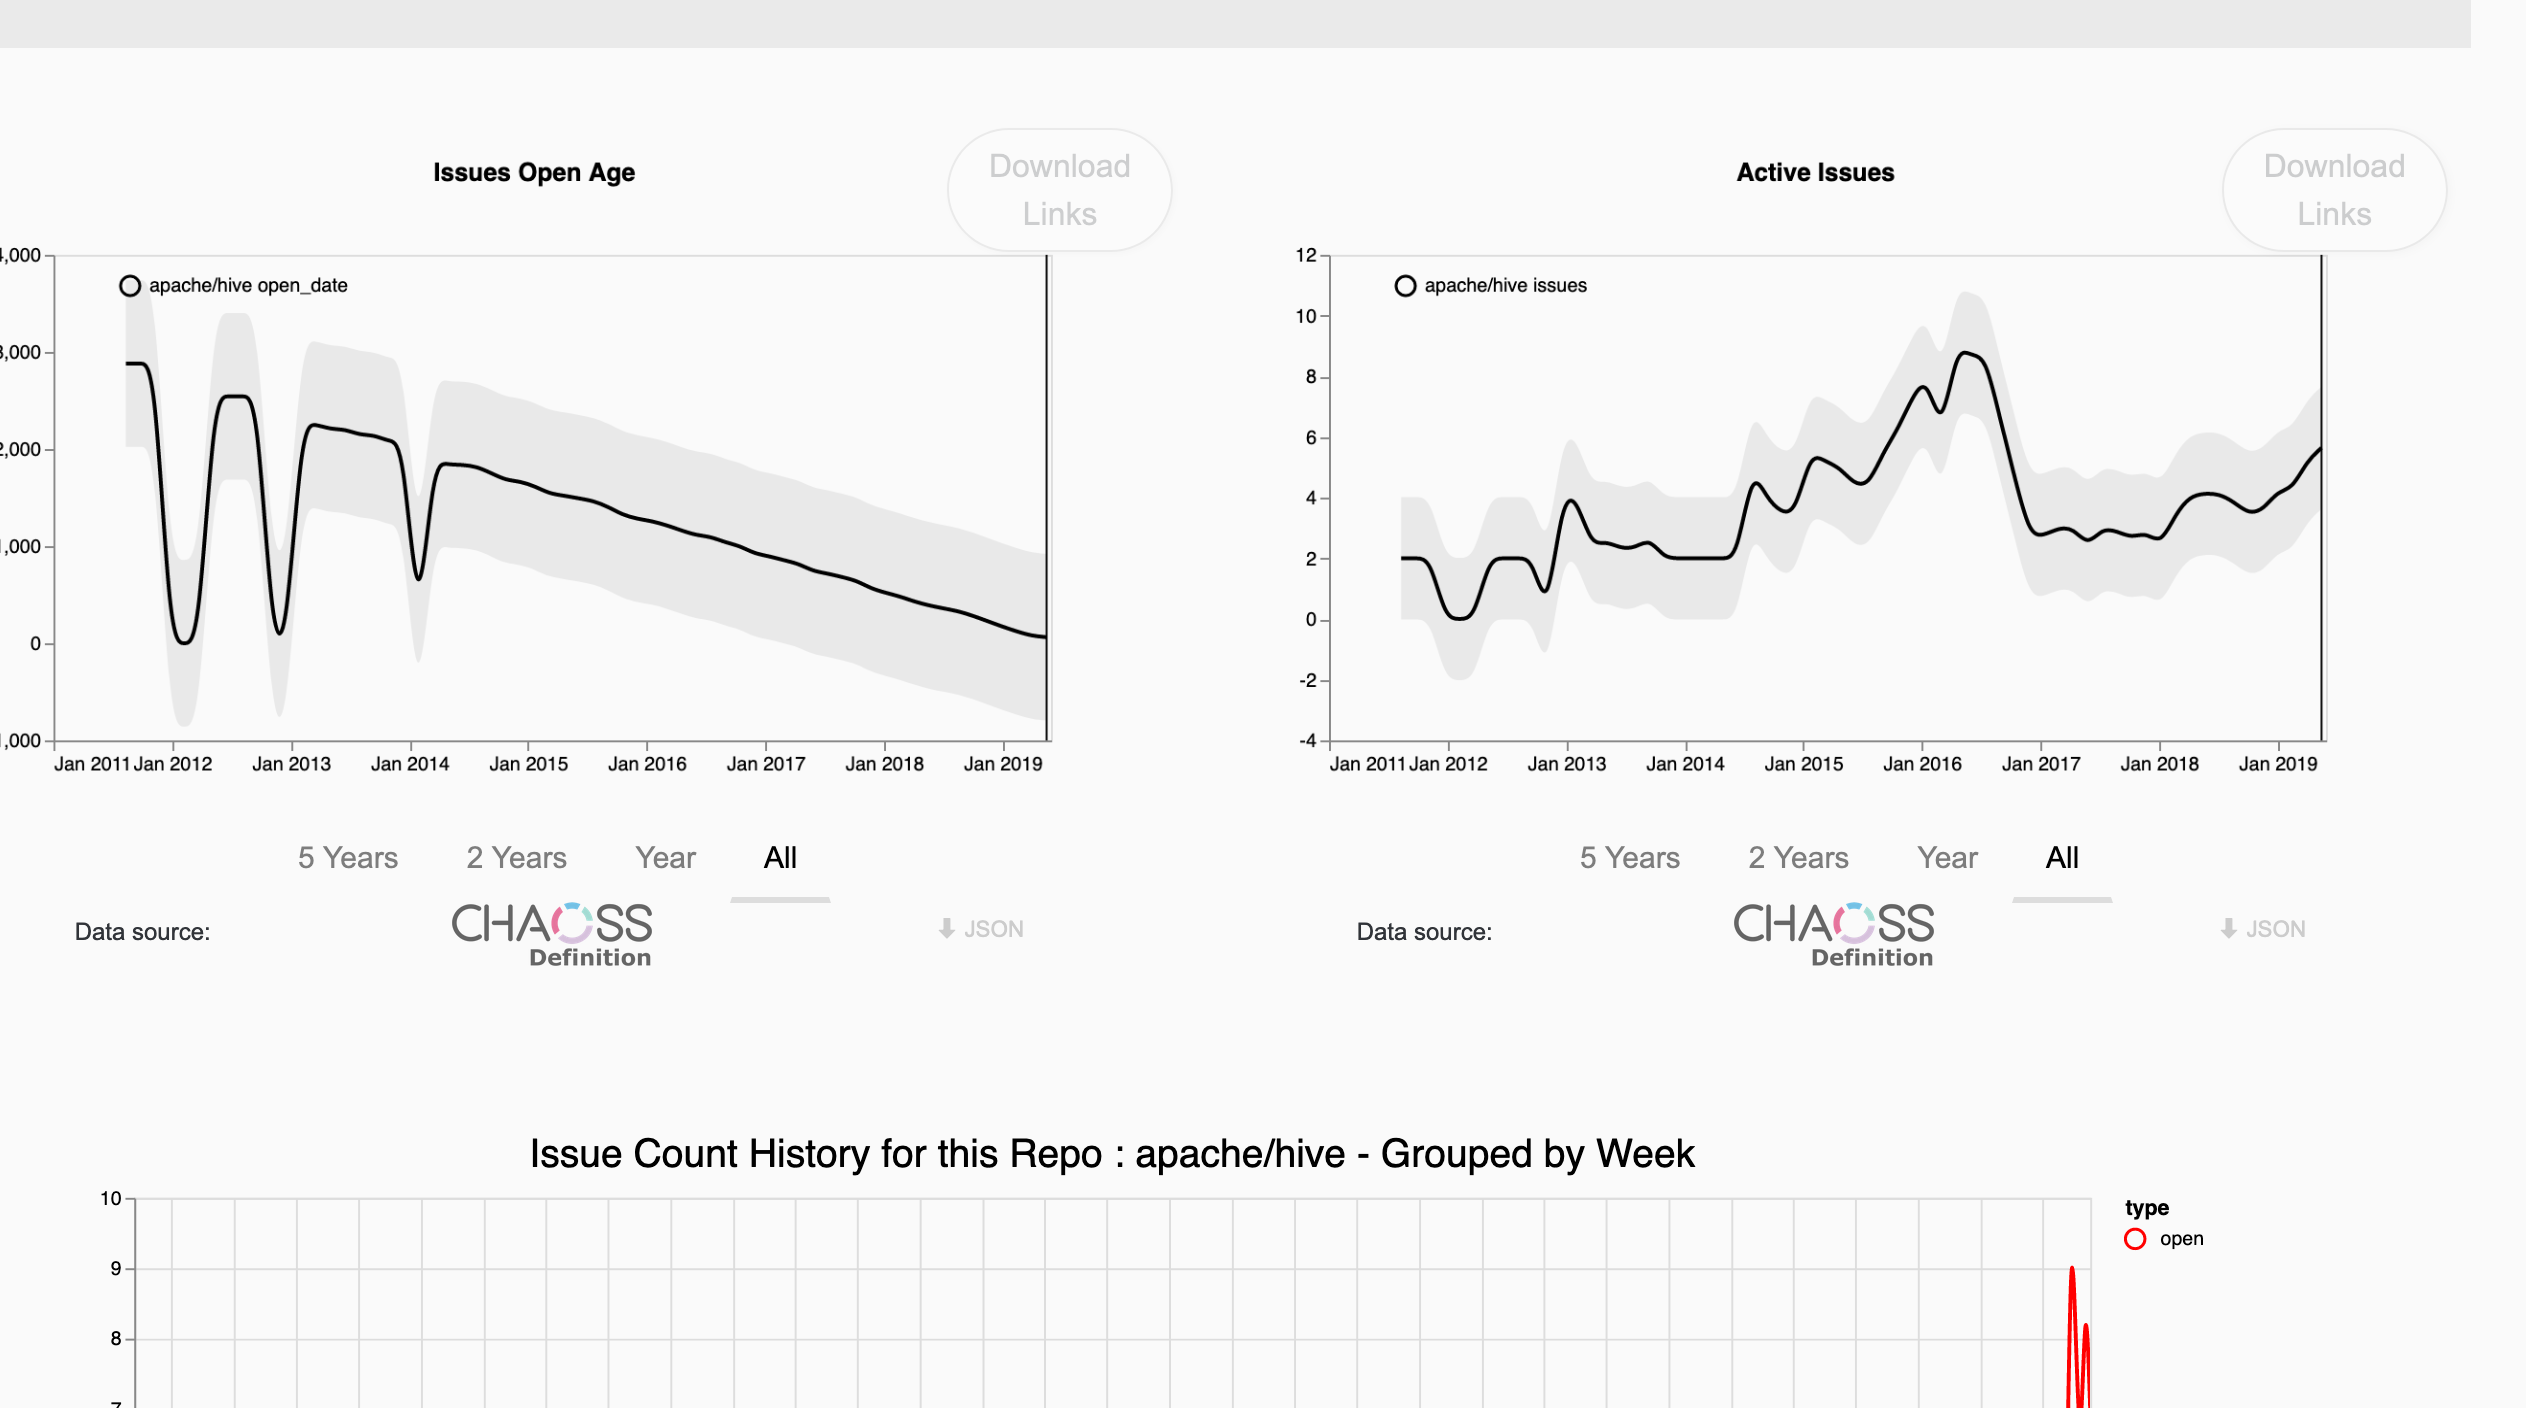 Issues Open Age
Download
Links
apache/hive open_date
,000
,000
,000
,000
0
,000
Jan 2011 Jan 2012 Jan 2013 Jan 2014 Jan 2015 Jan 2016 Jan 2017 Jan 2018 Jan 2019
5 Years 2 Years Year All
Data source:
CHAOSS
Definition
JSON
Active Issues
Download
Links
apache/hive issues
12
10
8
6
4
2
0
-2
-4
Jan 2011 Jan 2012 Jan 2013 Jan 2014 Jan 2015 Jan 2016 Jan 2017 Jan 2018 Jan 2019
5 Years 2 Years Year All
Data source:
CHAOSS
Definition
JSON
Issue Count History for this Repo : apache/hive - Grouped by Week
10
9
8
7
type
open